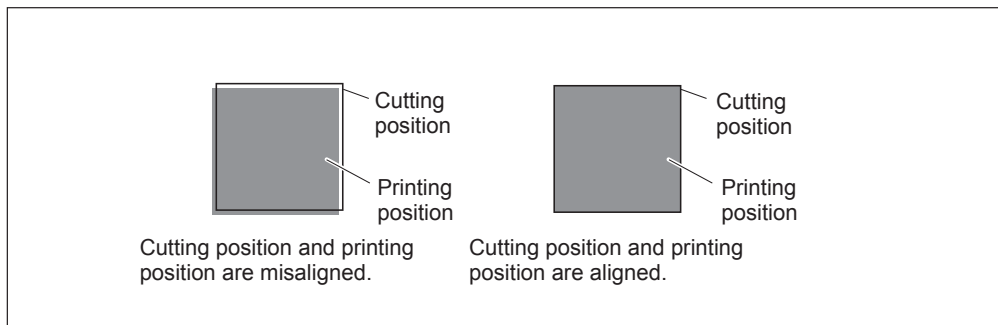 Cutting
position
Printing
position
Cutting position and printing
position are misaligned.
Cutting
position
Printing
position
Cutting position and printing
position are aligned.